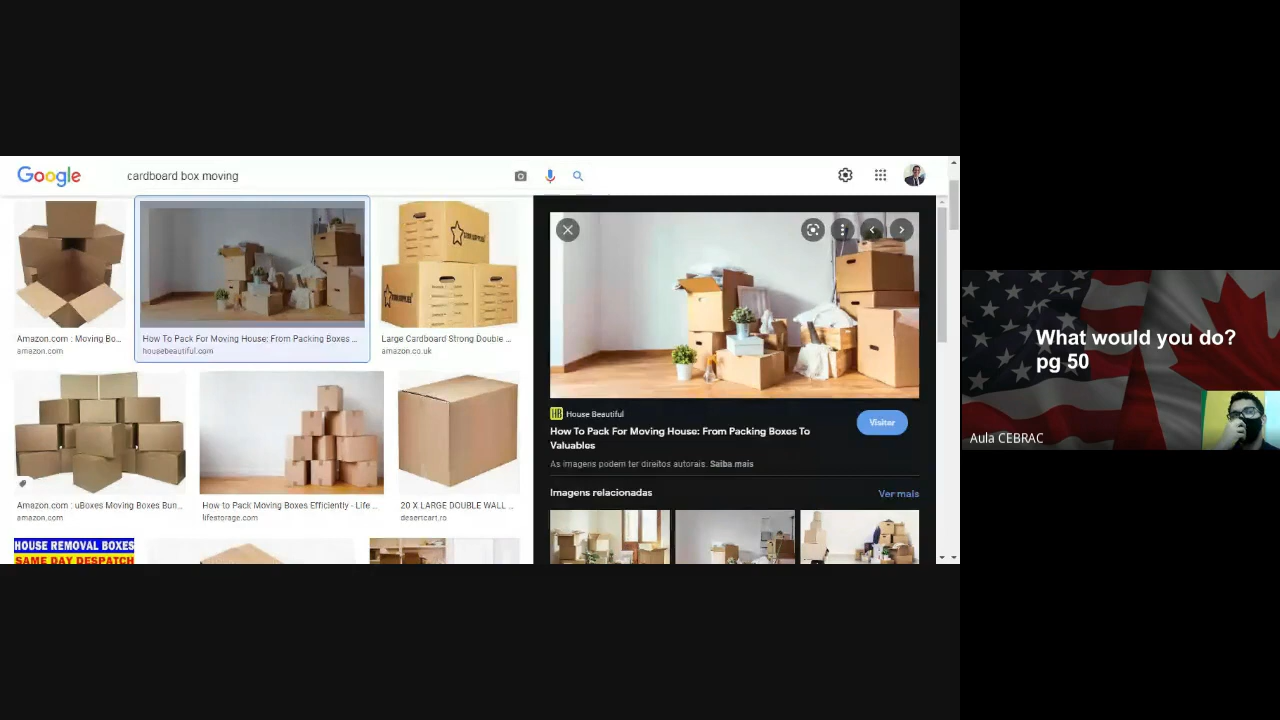 Google
cardboard box moving
Amazon.com : Moving Bo...
amazon.com
How To Pack For Moving House: From Packing Boxes ...
housebeautiful.com
Large Cardboard Strong Double ...
amazon.co.uk
Amazon.com : uBoxes Moving Boxes Bun...
amazon.com
How to Pack Moving Boxes Efficiently - Life ...
lifestorage.com
20 X LARGE DOUBLE WALL ...
desertcart.ro
HOUSE REMOVAL BOXES
SAME DAY DESPATCH
HB House Beautiful
How To Pack For Moving House: From Packing Boxes To
Valuables
Visitar
As imagens podem ter direitos autorais. Saiba mais
Imagens relacionadas
Ver mais
What would you do?
pg 50
Aula CEBRAC